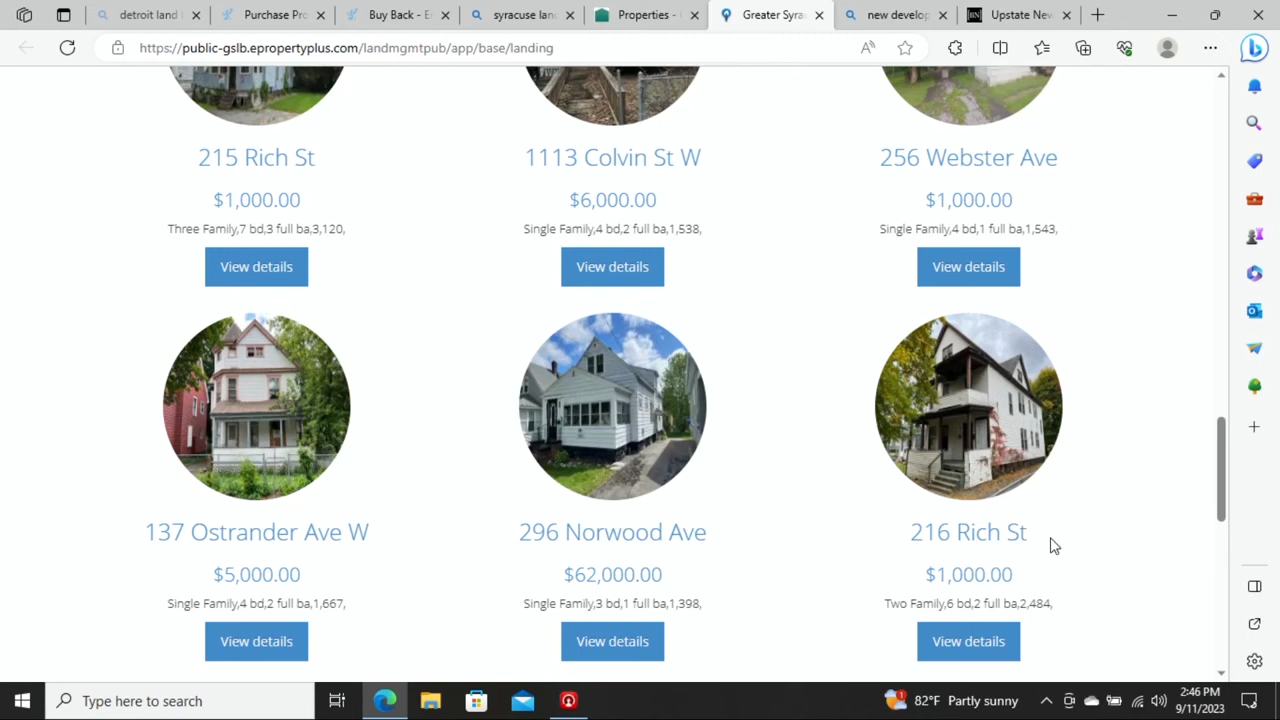 detroit land
Purchase Pro
Buy Back - E
syracuse lan
Properties -
Greater Syra
new develop
Upstate New
https://public-gslb.epropertyplus.com/landmgmtpub/app/base/landing
215 Rich St
1113 Colvin St W
256 Webster Ave
$1,000.00
$6,000.00
$1,000.00
Three Family,7 bd,3 full ba,3,120,
Single Family,4 bd,2 full ba,1,538,
Single Family,4 bd,1 full ba,1,543,
View details
View details
View details
137 Ostrander Ave W
296 Norwood Ave
216 Rich St
$5,000.00
$62,000.00
$1,000.00
Single Family,4 bd,2 full ba,1,667,
Single Family,3 bd,1 full ba,1,398,
Two Family,6 bd,2 full ba,2,484,
View details
View details
View details
Type here to search
1
82°F Partly sunny
2:46 PM
9/11/2023